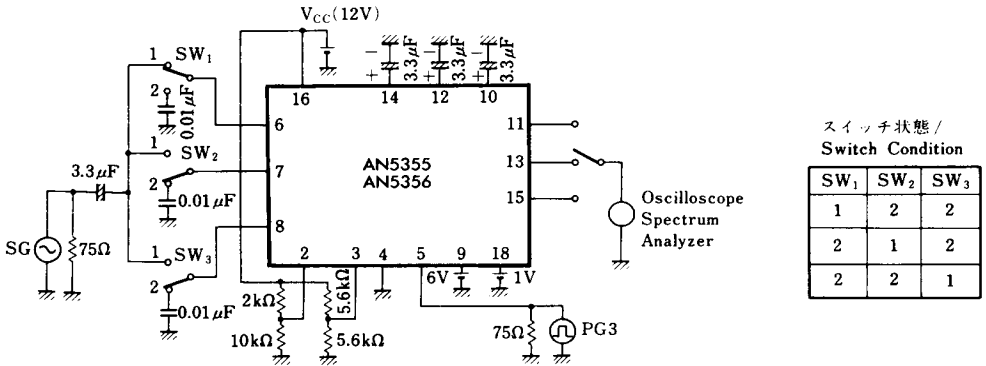 V_CC(12V)
1 SW₁
2
0.01μF
1 SW₂
2
0.01μF
1 SW₃
2
0.01μF
3.3μF
SG
75Ω
- + 3.3μF
- + 3.3μF
- + 3.3μF
16 14 12 10
6
7
8
AN5355
AN5356
11
13
15
2 3 4 5 9 18
6V
1V
2kΩ
5.6kΩ
10kΩ
5.6kΩ
75Ω
PG3
Oscilloscope
Spectrum
Analyzer
スイッチ状態/
Switch Condition
SW₁ SW₂ SW₃
1 2 2
2 1 2
2 2 1